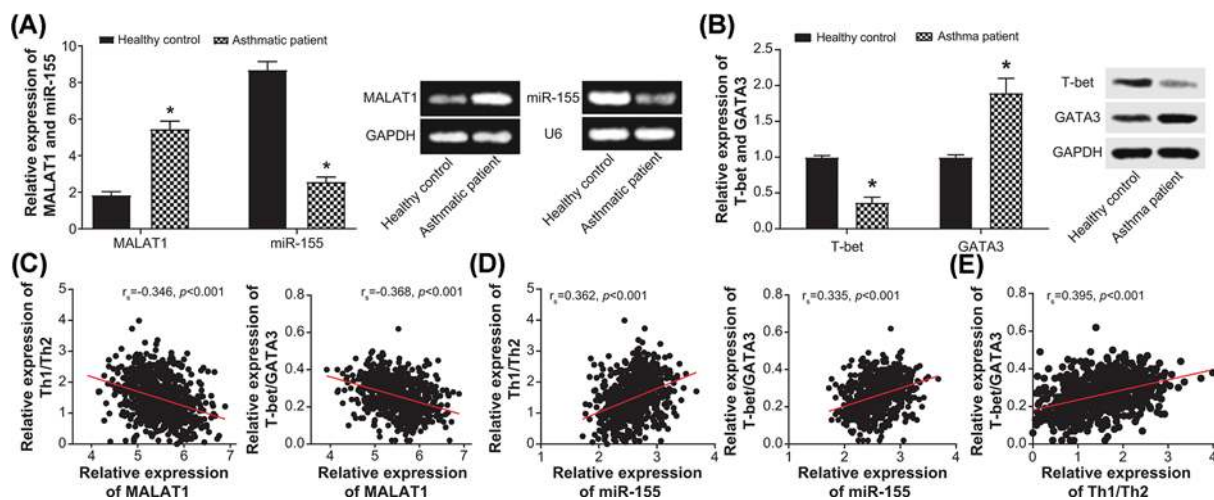 (A)
Healthy control
Asthmatic patient
Relative expression of
MALAT1 and miR-155
10
8
6
4
2
0
*
*
MALAT1
miR-155
MALAT1
GAPDH
Healthy control
Asthmatic patient
miR-155
U6
Healthy control
Asthmatic patient
(B)
Healthy control
Asthma patient
Relative expression of
T-bet and GATA3
2.5
2.0
1.5
1.0
0.5
0.0
*
*
T-bet
GATA3
T-bet
GATA3
GAPDH
Healthy control
Asthma patient
(C)
rs=-0.346, p<0.001
Relative expression of
Th1/Th2
5
4
3
2
1
0
4 5 6 7
Relative expression
of MALAT1
rs=-0.368, p<0.001
Relative expression of
T-bet/GATA3
0.8
0.6
0.4
0.2
0.0
4 5 6 7
Relative expression
of MALAT1
(D)
rs=0.362, p<0.001
Relative expression of
Th1/Th2
5
4
3
2
1
0
1 2 3 4
Relative expression
of miR-155
rs=0.335, p<0.001
Relative expression of
T-bet/GATA3
0.8
0.6
0.4
0.2
0.0
1 2 3 4
Relative expression
of miR-155
(E)
rs=0.395, p<0.001
Relative expression of
T-bet/GATA3
0.8
0.6
0.4
0.2
0.0
0 1 2 3 4
Relative expression
of Th1/Th2